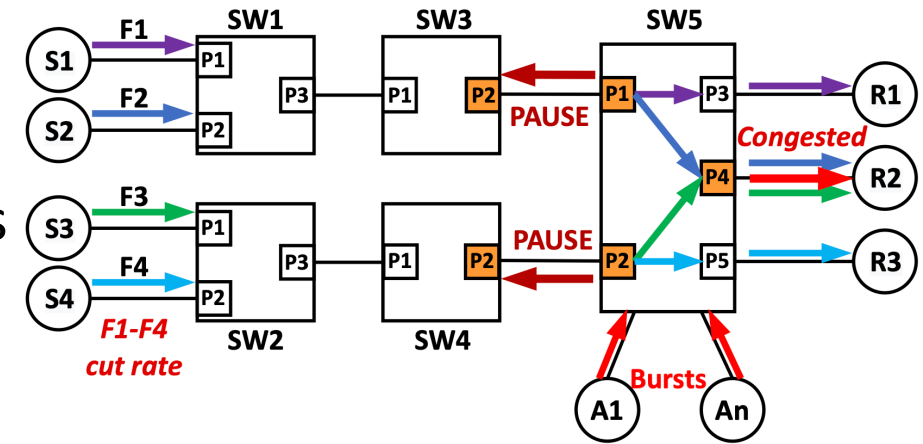 SW1
SW3
SW5
S1
F1
P1
P3
P1
P2
PAUSE
P1
P3
R1
S2
F2
P2
Congested
P4
R2
S3
F3
P1
P3
P1
P2
PAUSE
P2
P5
R3
S4
F4
P2
F1-F4
cut rate
SW2
SW4
Bursts
A1
An
S